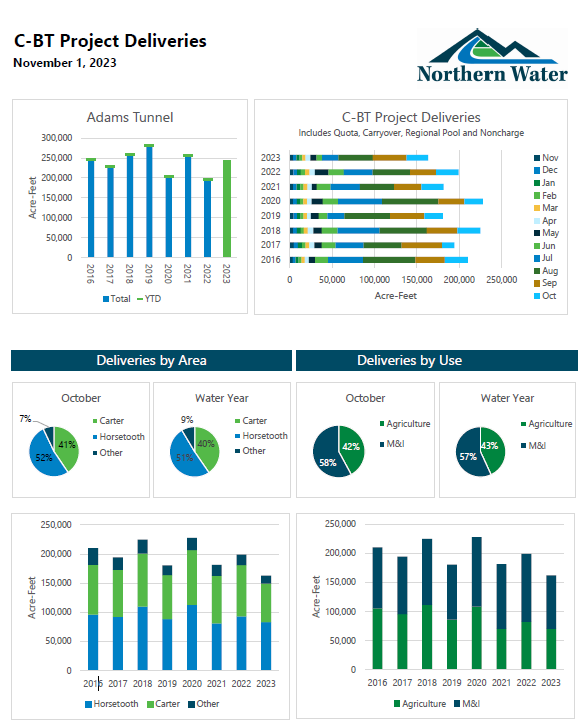 C-BT Project Deliveries
November 1, 2023
Northern Water
Adams Tunnel
300,000
250,000
200,000
150,000
100,000
50,000
0
Acre-Feet
2016 2017 2018 2019 2020 2021 2022 2023
Total YTD
C-BT Project Deliveries
Includes Quota, Carryover, Regional Pool and Noncharge
2023
2022
2021
2020
2019
2018
2017
2016
0 50,000 100,000 150,000 200,000 250,000
Acre-Feet
Nov
Dec
Jan
Feb
Mar
Apr
May
Jun
Jul
Aug
Sep
Oct
Deliveries by Area
October
7%
41%
52%
Carter
Horsetooth
Other
Water Year
9%
40%
51%
Carter
Horsetooth
Other
Deliveries by Use
October
42%
58%
Agriculture
M&I
Water Year
43%
57%
Agriculture
M&I
250,000
200,000
150,000
100,000
50,000
0
Acre-Feet
2016 2017 2018 2019 2020 2021 2022 2023
Horsetooth Carter Other
250,000
200,000
150,000
100,000
50,000
0
Acre-Feet
2016 2017 2018 2019 2020 2021 2022 2023
Agriculture M&I